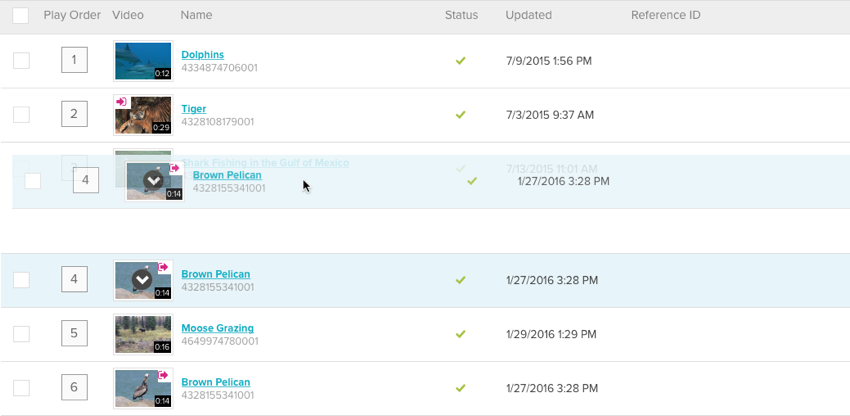 Play Order Video Name Status Updated Reference ID
1 0:12 Dolphins 7/9/2015 1:56 PM
4334874706001
2 0:29 Tiger 7/3/2015 9:37 AM
4328108179001
3 Shark Fishing in the Gulf of Mexico 7/13/2015 11:01 AM
4 0:14 Brown Pelican 1/27/2016 3:28 PM
4328155341001
4 0:14 Brown Pelican 1/27/2016 3:28 PM
4328155341001
5 0:16 Moose Grazing 1/29/2016 1:29 PM
4649974780001
6 0:14 Brown Pelican 1/27/2016 3:28 PM
4328155341001